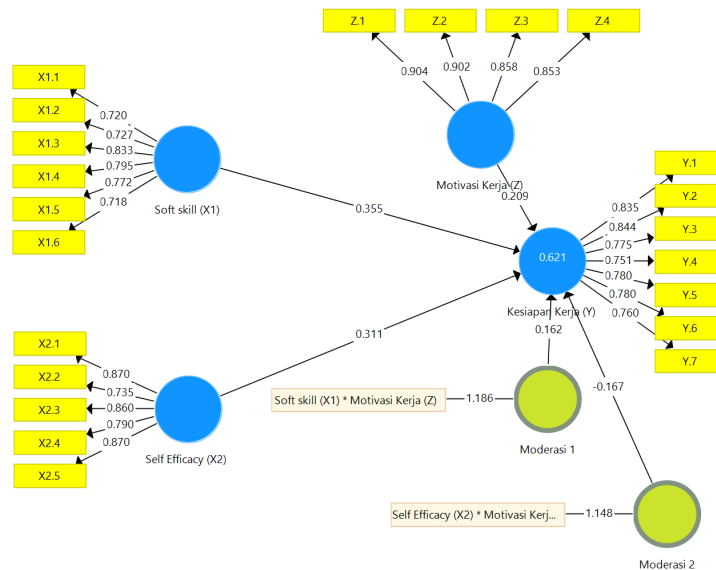 Z.1
Z.2
Z.3
Z.4
0.904
0.902
0.858
0.853
Motivasi Kerja (Z)
0.209
X1.1
X1.2
X1.3
X1.4
X1.5
X1.6
0.720
0.727
0.833
0.795
0.772
0.718
Soft skill (X1)
0.355
Y.1
Y.2
Y.3
Y.4
Y.5
Y.6
Y.7
0.835
0.844
0.775
0.751
0.780
0.780
0.760
0.621
Kesiapan Kerja (Y)
X2.1
X2.2
X2.3
X2.4
X2.5
0.870
0.735
0.860
0.790
0.870
Self Efficacy (X2)
0.311
0.162
-0.167
Soft skill (X1) * Motivasi Kerja (Z)
1.186
Moderasi 1
Self Efficacy (X2) * Motivasi Kerj...
1.148
Moderasi 2